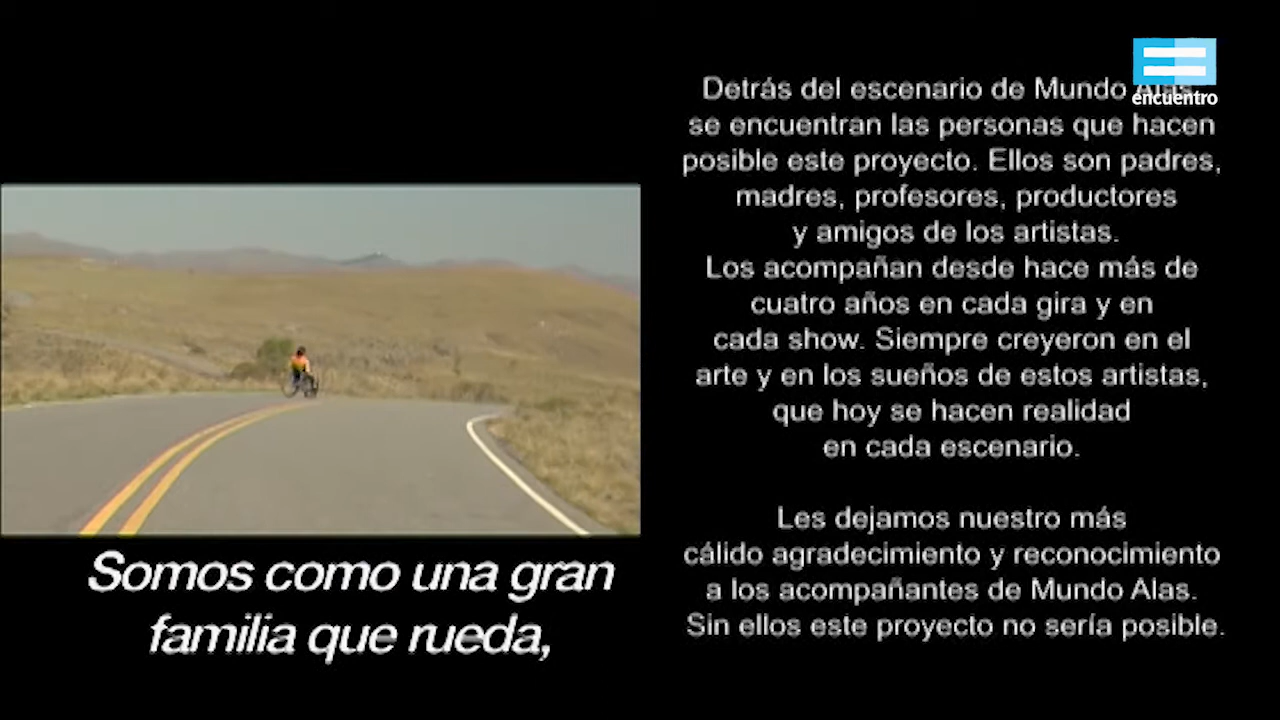 Detrás del escenario de Mundo Alas
se encuentran las personas que hacen
posible este proyecto. Ellos son padres,
madres, profesores, productores
y amigos de los artistas.
Los acompañan desde hace más de
cuatro años en cada gira y en
cada show. Siempre creyeron en el
arte y en los sueños de estos artistas,
que hoy se hacen realidad
en cada escenario.
Les dejamos nuestro más
cálido agradecimiento y reconocimiento
a los acompañantes de Mundo Alas.
Sin ellos este proyecto no sería posible.
Somos como una gran
familia que rueda,
encuentro